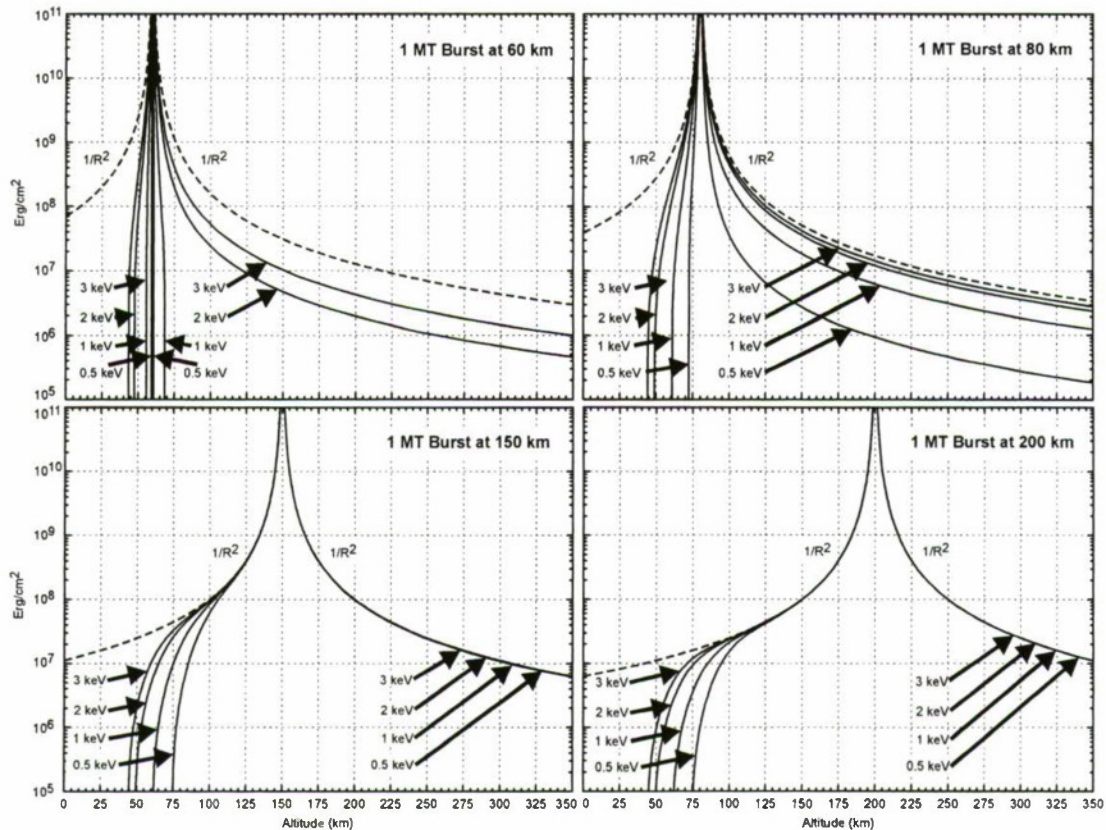 1 MT Burst at 60 km
10¹¹
10¹⁰
10⁹
10⁸
10⁷
10⁶
10⁵
Erg/cm²
1/R²
1/R²
3 keV
2 keV
1 keV
0.5 keV
3 keV
2 keV
1 keV
0.5 keV
1 MT Burst at 80 km
1/R²
1/R²
3 keV
2 keV
1 keV
0.5 keV
3 keV
2 keV
1 keV
0.5 keV
1 MT Burst at 150 km
10¹¹
10¹⁰
10⁹
10⁸
10⁷
10⁶
10⁵
Erg/cm²
1/R²
1/R²
3 keV
2 keV
1 keV
0.5 keV
3 keV
2 keV
1 keV
0.5 keV
0 25 50 75 100 125 150 175 200 225 250 275 300 325 350
Altitude (km)
1 MT Burst at 200 km
1/R²
1/R²
3 keV
2 keV
1 keV
0.5 keV
3 keV
2 keV
1 keV
0.5 keV
0 25 50 75 100 125 150 175 200 225 250 275 300 325 350
Altitude (km)